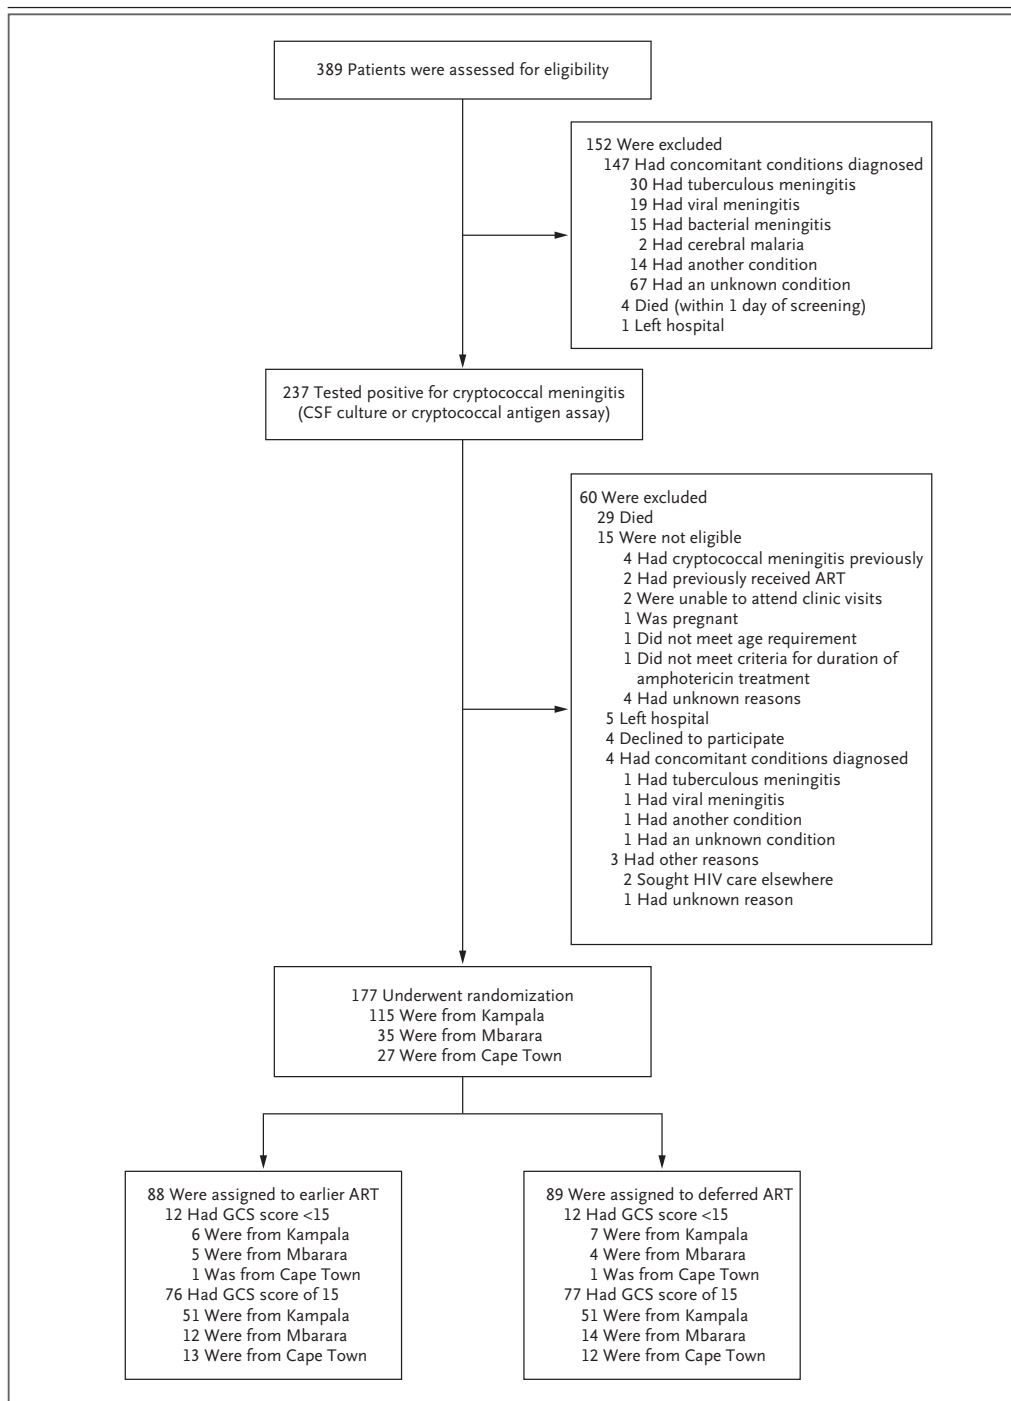 389 Patients were assessed for eligibility
152 Were excluded
147 Had concomitant conditions diagnosed
30 Had tuberculous meningitis
19 Had viral meningitis
15 Had bacterial meningitis
2 Had cerebral malaria
14 Had another condition
67 Had an unknown condition
4 Died (within 1 day of screening)
1 Left hospital
237 Tested positive for cryptococcal meningitis
(CSF culture or cryptococcal antigen assay)
60 Were excluded
29 Died
15 Were not eligible
4 Had cryptococcal meningitis previously
2 Had previously received ART
2 Were unable to attend clinic visits
1 Was pregnant
1 Did not meet age requirement
1 Did not meet criteria for duration of
amphotericin treatment
4 Had unknown reasons
5 Left hospital
4 Declined to participate
4 Had concomitant conditions diagnosed
1 Had tuberculous meningitis
1 Had viral meningitis
1 Had another condition
1 Had an unknown condition
3 Had other reasons
2 Sought HIV care elsewhere
1 Had unknown reason
177 Underwent randomization
115 Were from Kampala
35 Were from Mbarara
27 Were from Cape Town
88 Were assigned to earlier ART
12 Had GCS score <15
6 Were from Kampala
5 Were from Mbarara
1 Was from Cape Town
76 Had GCS score of 15
51 Were from Kampala
12 Were from Mbarara
13 Were from Cape Town
89 Were assigned to deferred ART
12 Had GCS score <15
7 Were from Kampala
4 Were from Mbarara
1 Was from Cape Town
77 Had GCS score of 15
51 Were from Kampala
14 Were from Mbarara
12 Were from Cape Town